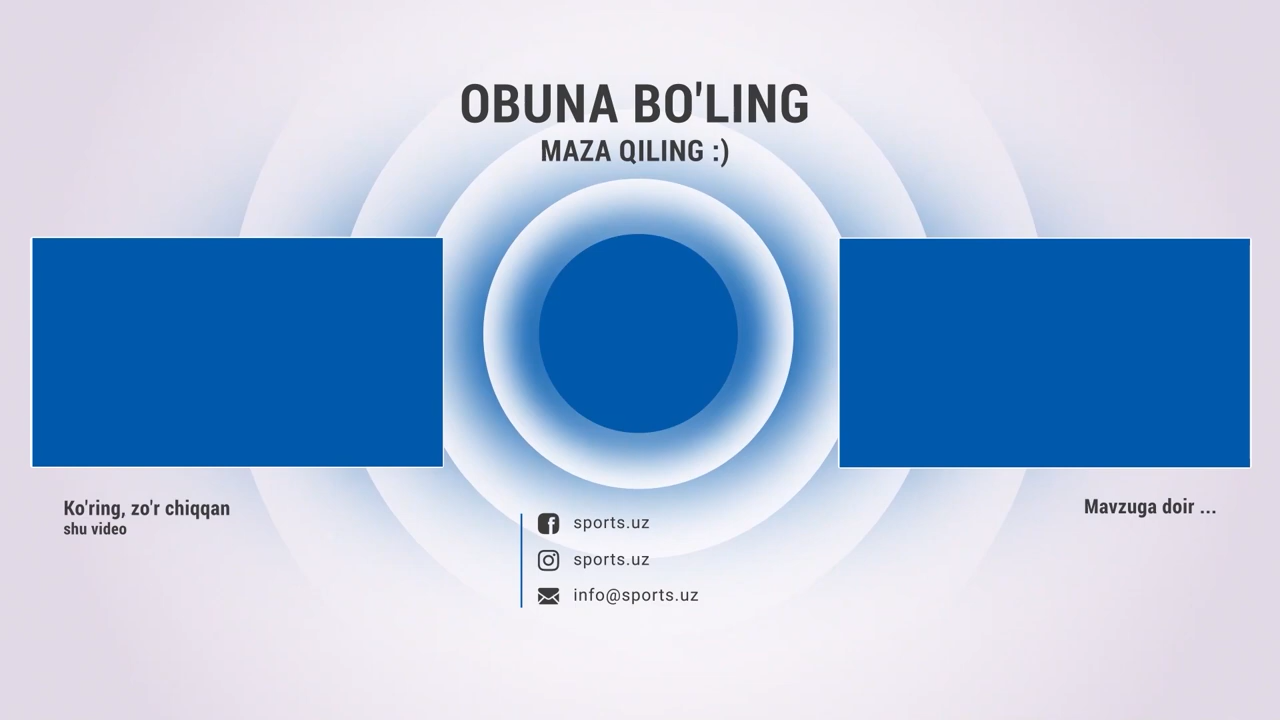 OBUNA BO'LING
MAZA QILING :)
Ko'ring, zo'r chiqqan
shu video
Mavzuga doir ...
sports.uz
sports.uz
info@sports.uz